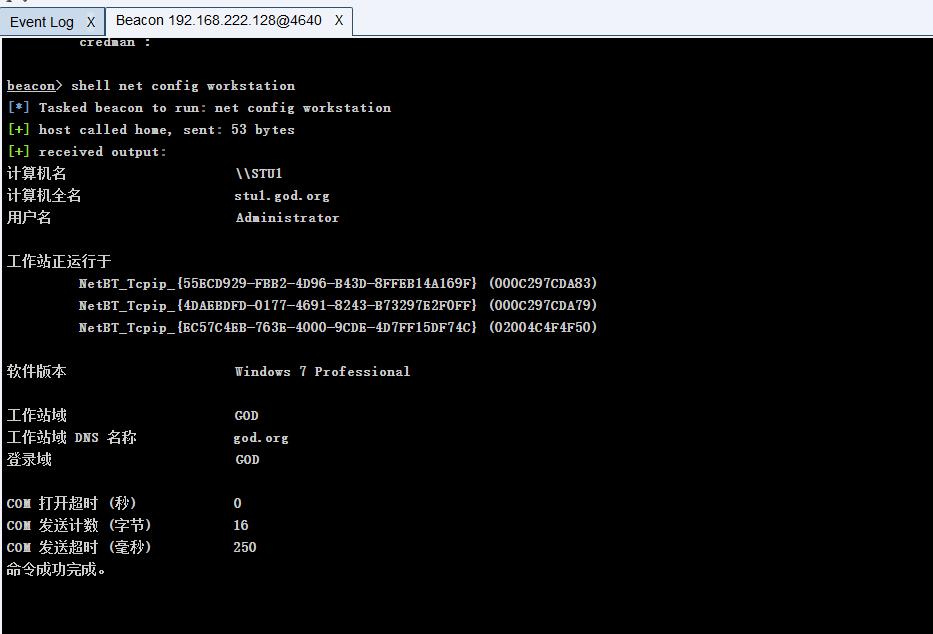 Event Log X Beacon 192.168.222.128@4640 X
credman :
beacon> shell net config workstation
[*] Tasked beacon to run: net config workstation
[+] host called home, sent: 53 bytes
[+] received output:
计算机名 \\STU1
计算机全名 stu1.god.org
用户名 Administrator
工作站正运行于
NetBT_Tcpip_{55ECD929-FBB2-4D96-B43D-8FFEB14A169F} (000C297CDA83)
NetBT_Tcpip_{4DAEBDFD-0177-4691-8243-B73297E2F0FF} (000C297CDA79)
NetBT_Tcpip_{EC57C4EB-763E-4000-9CDE-4D7FF15DF74C} (02004C4F4F50)
软件版本 Windows 7 Professional
工作站域 GOD
工作站域 DNS 名称 god.org
登录域 GOD
COM 打开超时 (秒) 0
COM 发送计数 (字节) 16
COM 发送超时 (毫秒) 250
命令成功完成。